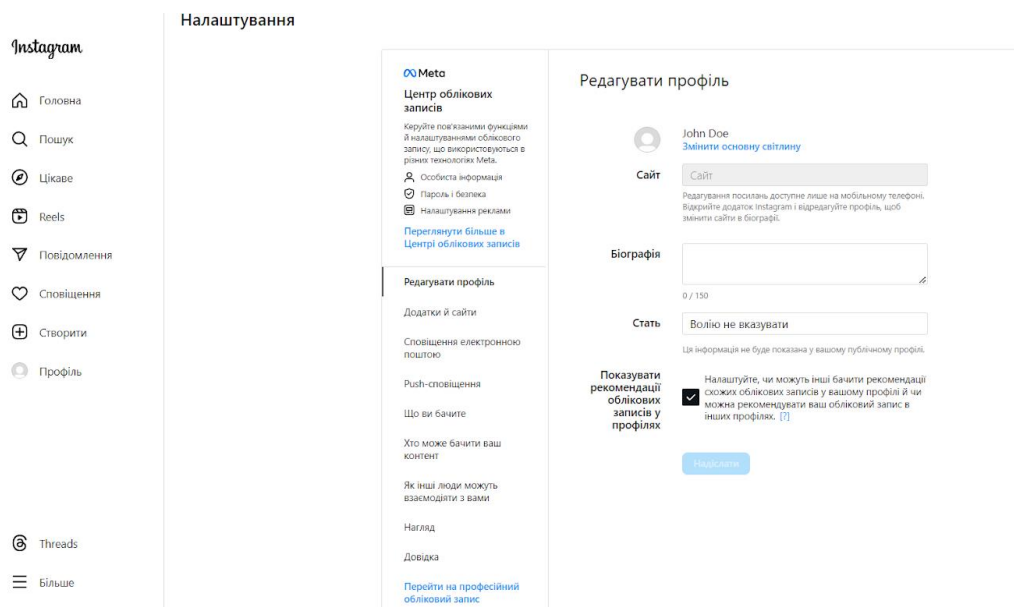 Налаштування
Instagram
Головна
Пошук
Цікаве
Reels
Повідомлення
Сповіщення
Створити
Профіль
Threads
Більше
Meta
Центр облікових
записів
Керуйте пов'язаними функціями
й налаштуваннями облікового
запису, що використовуються в
різних технологіях Meta.
Особиста інформація
Пароль і безпека
Налаштування реклами
Переглянути більше в
Центрі облікових записів
Редагувати профіль
Додатки й сайти
Сповіщення електронною
поштою
Push-сповіщення
Що ви бачите
Хто може бачити ваш
контент
Як інші люди можуть
взаємодіяти з вами
Нагляд
Довідка
Перейти на професійний
обліковий запис
Редагувати профіль
John Doe
Змінити основну світлину
Сайт
Сайт
Редагування посилань доступне лише на мобільному телефоні.
Відкрийте додаток Instagram і відредагуйте профіль, щоб
змінити сайти в біографії.
Біографія
0 / 150
Стать
Волію не вказувати
Ця інформація не буде показана у вашому публічному профілі.
Показувати
рекомендації
облікових
записів у
профілях
Налаштуйте, чи можуть інші бачити рекомендації
схожих облікових записів у вашому профілі й чи
можна рекомендувати ваш обліковий запис в
інших профілях. [?]
Надіслати